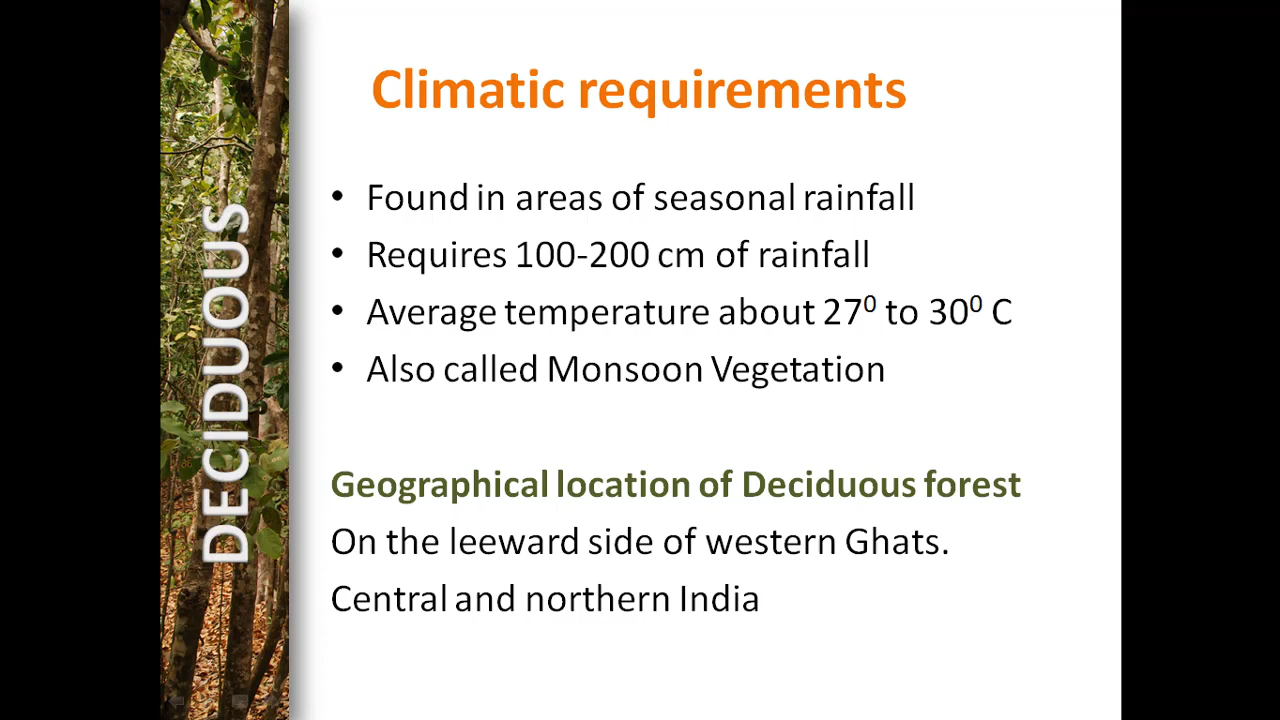 DECIDUOUS
Climatic requirements
• Found in areas of seasonal rainfall
• Requires 100-200 cm of rainfall
• Average temperature about 27⁰ to 30⁰ C
• Also called Monsoon Vegetation
Geographical location of Deciduous forest
On the leeward side of western Ghats.
Central and northern India